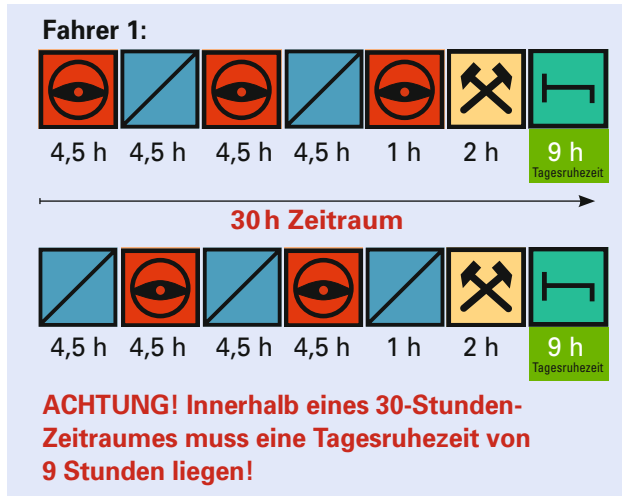 Fahrer 1:
4,5 h 4,5 h 4,5 h 4,5 h 1 h 2 h 9 h
Tagesruhezeit
30 h Zeitraum
4,5 h 4,5 h 4,5 h 4,5 h 1 h 2 h 9 h
Tagesruhezeit
ACHTUNG! Innerhalb eines 30-Stunden-
Zeitraumes muss eine Tagesruhezeit von
9 Stunden liegen!